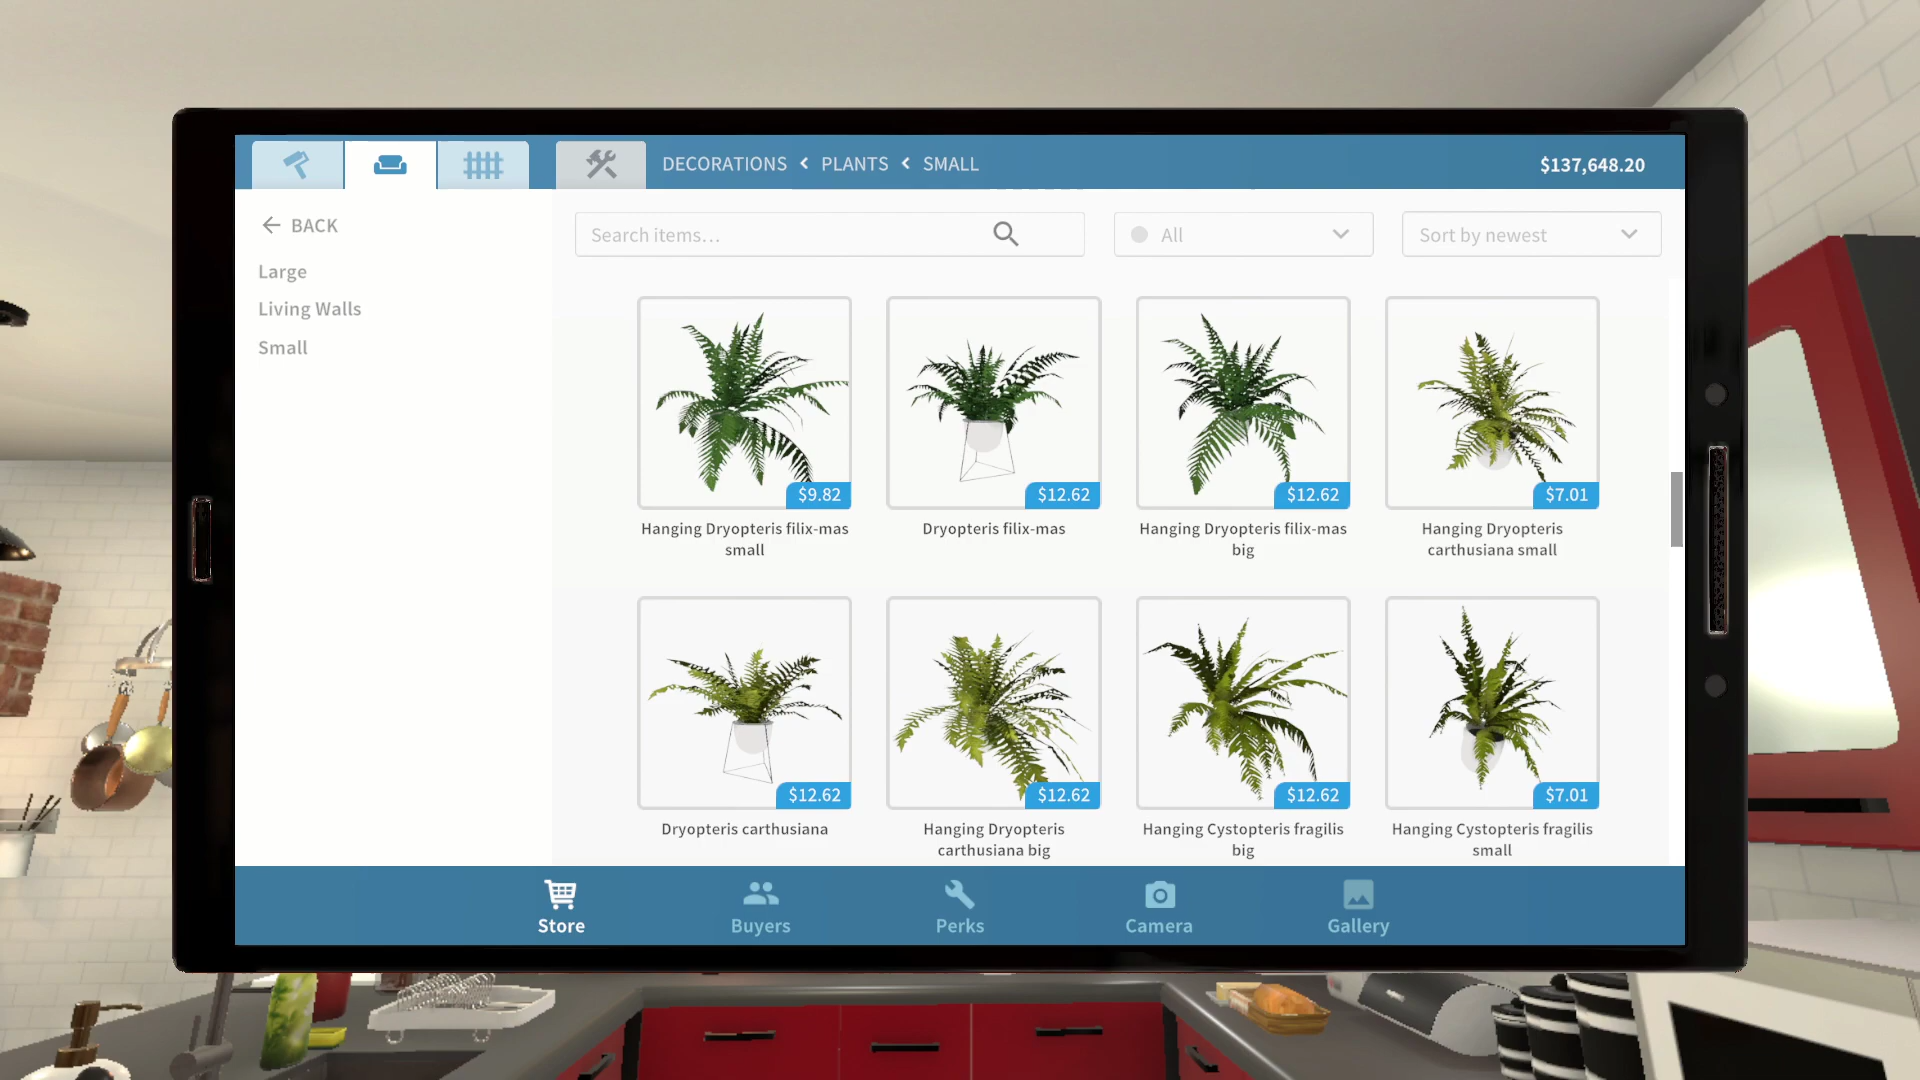 DECORATIONS < PLANTS < SMALL
$137,648.20
BACK
Large
Living Walls
Small
Search items...
All
Sort by newest
$9.82
$12.62
$12.62
$7.01
Hanging Dryopteris filix-mas
small
Dryopteris filix-mas
Hanging Dryopteris filix-mas
big
Hanging Dryopteris
carthusiana small
$12.62
$12.62
$12.62
$7.01
Dryopteris carthusiana
Hanging Dryopteris
carthusiana big
Hanging Cystopteris fragilis
big
Hanging Cystopteris fragilis
small
Store
Buyers
Perks
Camera
Gallery